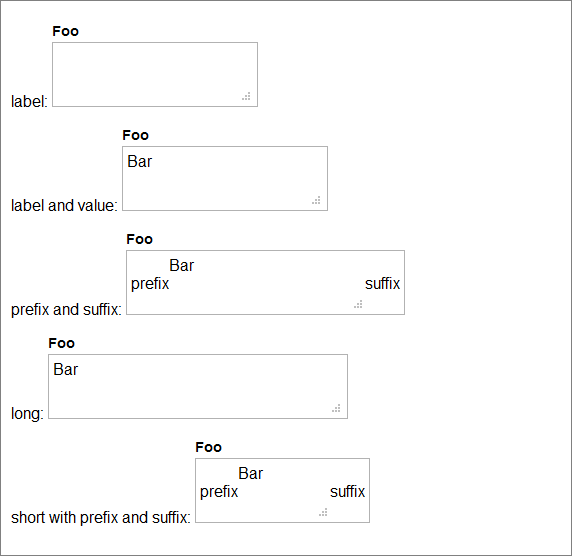 Foo
label:
Foo
Bar
label and value:
Foo
Bar
prefix suffix
prefix and suffix:
Foo
Bar
long:
Foo
Bar
prefix suffix
short with prefix and suffix: